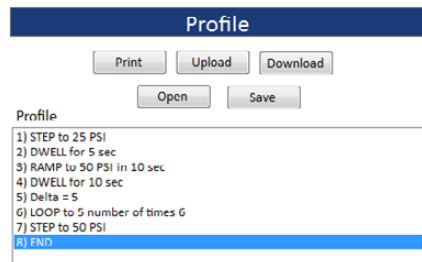 Profile
Print Upload Download
Open Save
Profile
1) STEP to 25 PSI
2) DWELL for 5 sec
3) RAMP to 50 PSI in 10 sec
4) DWELL for 10 sec
5) Delta = 5
6) LOOP to 5 number of times 6
7) STEP to 50 PSI
8) END